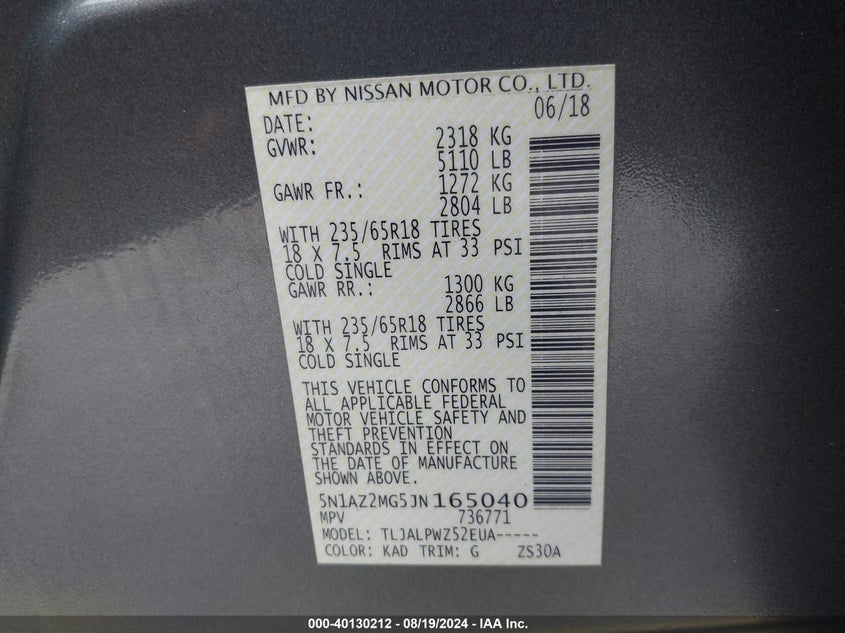 MFD BY NISSAN MOTOR CO., LTD.
DATE: 06/18
GVWR: 2318 KG
5110 LB
GAWR FR.: 1272 KG
2804 LB
WITH 235/65R18 TIRES
18 X 7.5 RIMS AT 33 PSI
COLD SINGLE
GAWR RR.: 1300 KG
2866 LB
WITH 235/65R18 TIRES
18 X 7.5 RIMS AT 33 PSI
COLD SINGLE
THIS VEHICLE CONFORMS TO
ALL APPLICABLE FEDERAL
MOTOR VEHICLE SAFETY AND
THEFT PREVENTION
STANDARDS IN EFFECT ON
THE DATE OF MANUFACTURE
SHOWN ABOVE.
5N1AZ2MG5JN165040
MPV 736771
MODEL: TLJALPWZ52EUA-----
COLOR: KAD TRIM: G ZS30A
000-40130212 - 08/19/2024 - IAA Inc.